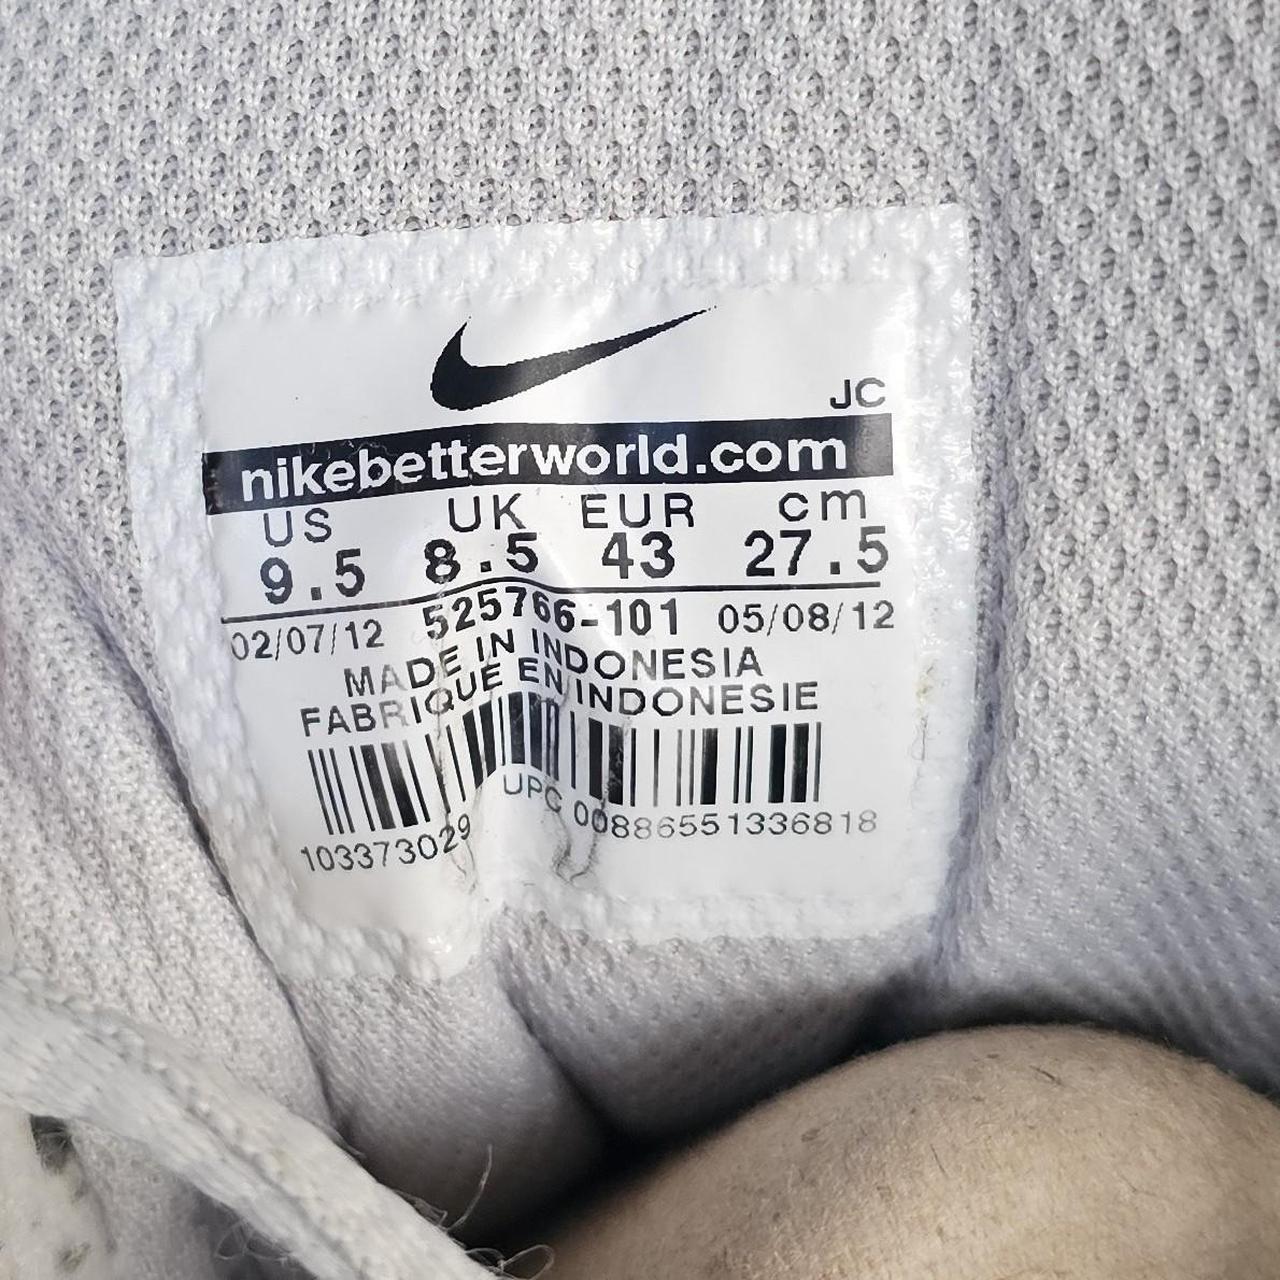 JC
nikebetterworld.com
US UK EUR cm
9.5 8.5 43 27.5
02/07/12 525766-101 05/08/12
MADE IN INDONESIA
FABRIQUE EN INDONESIE
UPC 00886551336818
103373029